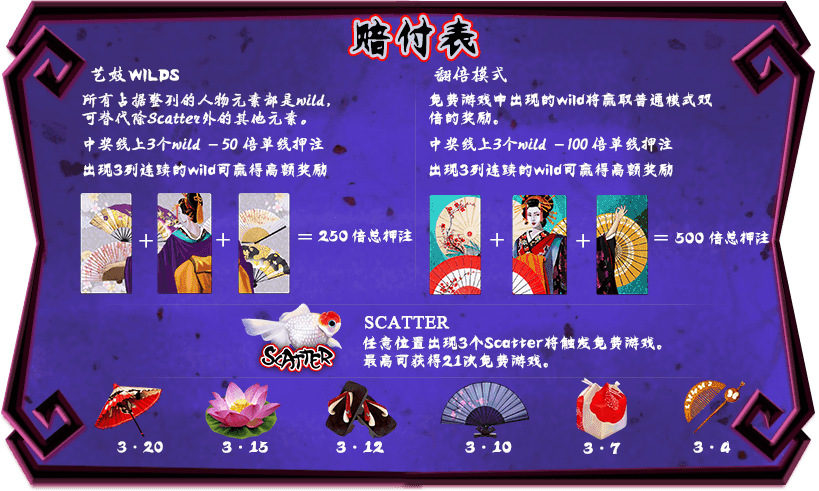 赔付表
艺妓WILDS
所有占据整列的人物元素都是wild,
可替代除Scatter外的其他元素。
中奖线上3个wild － 50 倍单线押注
出现3列连续的wild可赢得高额奖励
+ + = 250 倍总押注
翻倍模式
免费游戏中出现的wild将赢取普通模式双
倍的奖励。
中奖线上3个wild －100 倍单线押注
出现3列连续的wild可赢得高额奖励
+ + = 500 倍总押注
SCATTER
SCATTER
任意位置出现3个Scatter将触发免费游戏。
最高可获得21次免费游戏。
3 · 20
3 · 15
3 · 12
3 · 10
3 · 7
3 · 4